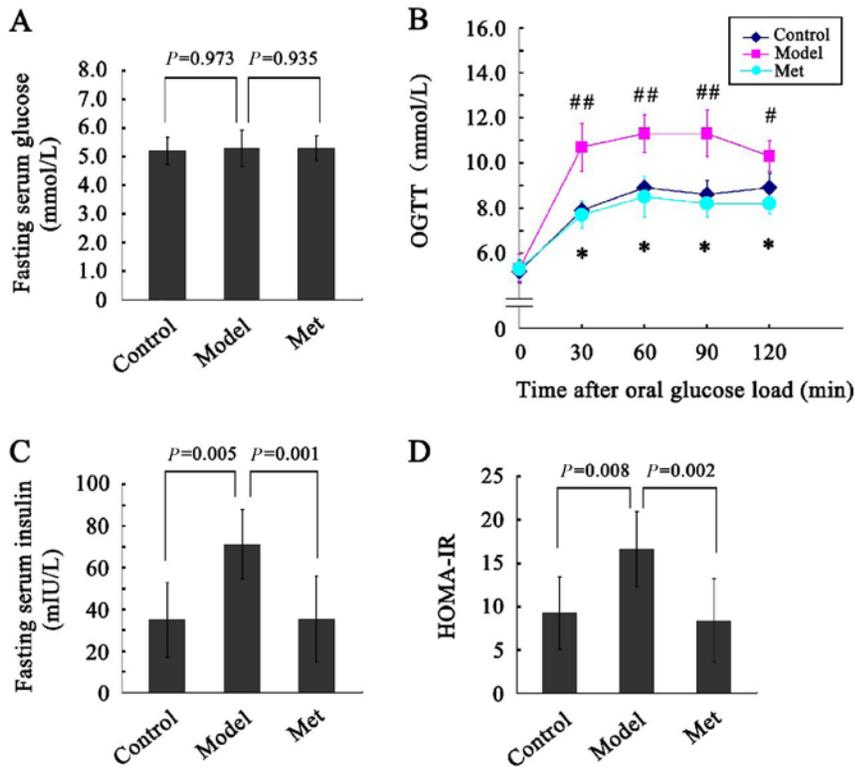 A
P=0.973 P=0.935
Fasting serum glucose
(mmol/L)
8.0
7.0
6.0
5.0
4.0
3.0
2.0
1.0
0
Control Model Met
B
OGTT (mmol/L)
16.0
14.0
12.0
10.0
8.0
6.0
0
Control
Model
Met
## ## ## #
* * * *
0 30 60 90 120
Time after oral glucose load (min)
C
P=0.005 P=0.001
Fasting serum insulin
(mIU/L)
100
80
60
40
20
0
Control Model Met
D
P=0.008 P=0.002
HOMA-IR
25
20
15
10
5
0
Control Model Met